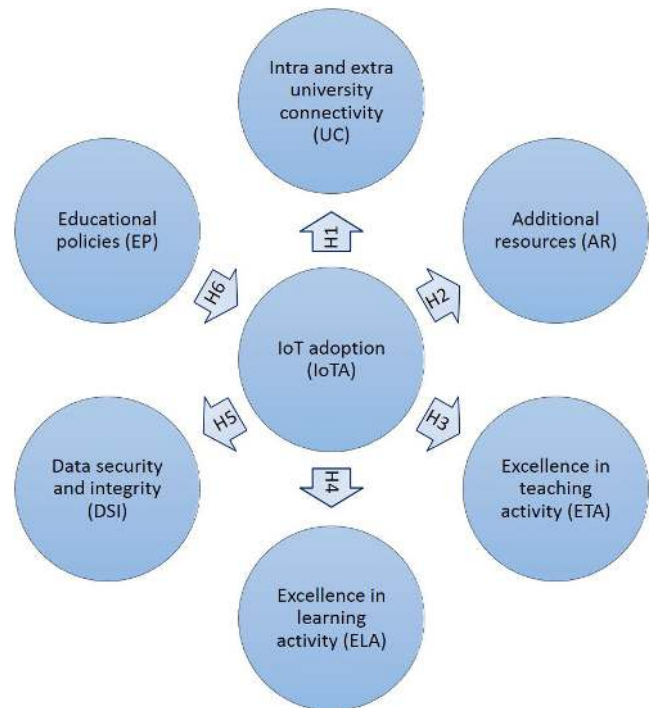 Intra and extra
university
connectivity
(UC)
Educational
policies (EP)
Additional
resources (AR)
H1
H6
H2
IoT adoption
(IoTA)
H5
H3
H4
Data security
and integrity
(DSI)
Excellence in
teaching
activity (ETA)
Excellence in
learning
activity (ELA)